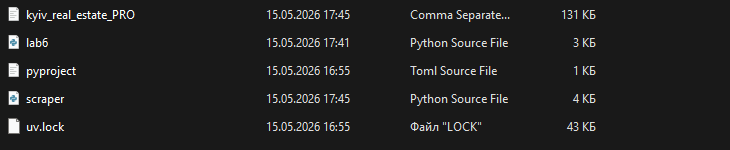 kyiv_real_estate_PRO 15.05.2026 17:45 Comma Separate... 131 КБ
lab6 15.05.2026 17:41 Python Source File 3 КБ
pyproject 15.05.2026 16:55 Toml Source File 1 КБ
scraper 15.05.2026 17:45 Python Source File 4 КБ
uv.lock 15.05.2026 16:55 Файл "LOCK" 43 КБ